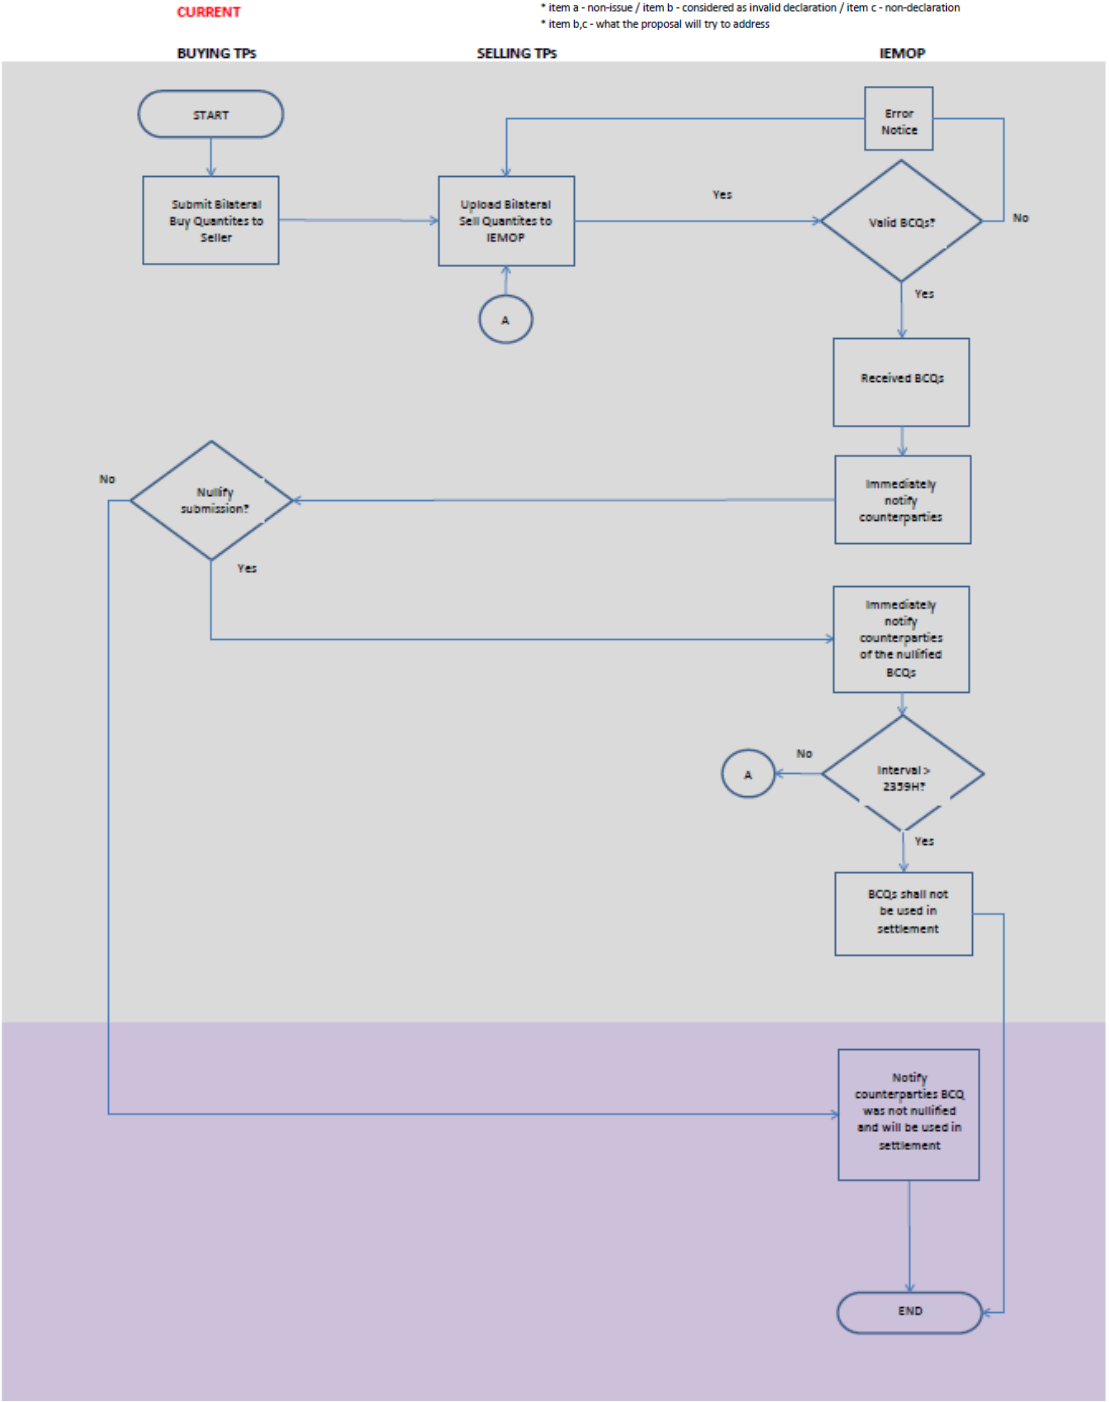 CURRENT
* item a - non-issue / item b - considered as invalid declaration / item c - non-declaration
* item b,c - what the proposal will try to address
BUYING TPs
SELLING TPs
IEMOP
START
Error
Notice
Submit Bilateral
Buy Quantites to
Seller
Upload Bilateral
Sell Quantites to
IEMOP
Yes
Valid BCQs?
No
Yes
A
Received BCQs
No
Nullify
submission?
Immediately
notify
counterparties
Yes
Immediately
notify
counterparties
of the nullified
BCQs
A
No
Interval >
2359H?
Yes
BCQs shall not
be used in
settlement
Notify
counterparties BCQ
was not nullified
and will be used in
settlement
END